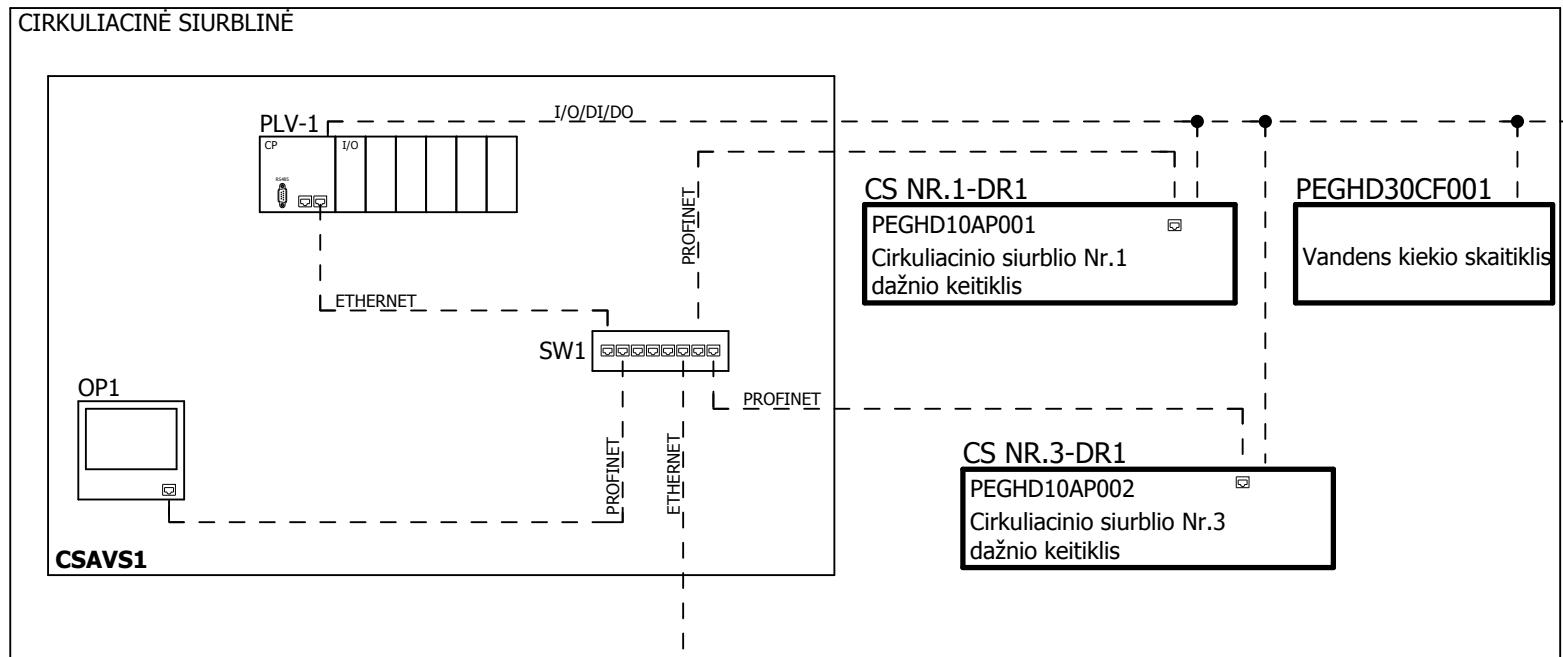 CIRKULIACINĖ SIURBLINĖ
I/O/DI/DO
PLV-1
CP
I/O
RS485
PROFINET
CS NR.1-DR1
PEGHD10AP001
Cirkuliacinio siurblio Nr.1
dažnio keitiklis
PEGHD30CF001
Vandens kiekio skaitiklis
ETHERNET
SW1
OP1
PROFINET
PROFINET
ETHERNET
CS NR.3-DR1
PEGHD10AP002
Cirkuliacinio siurblio Nr.3
dažnio keitiklis
CSAVS1